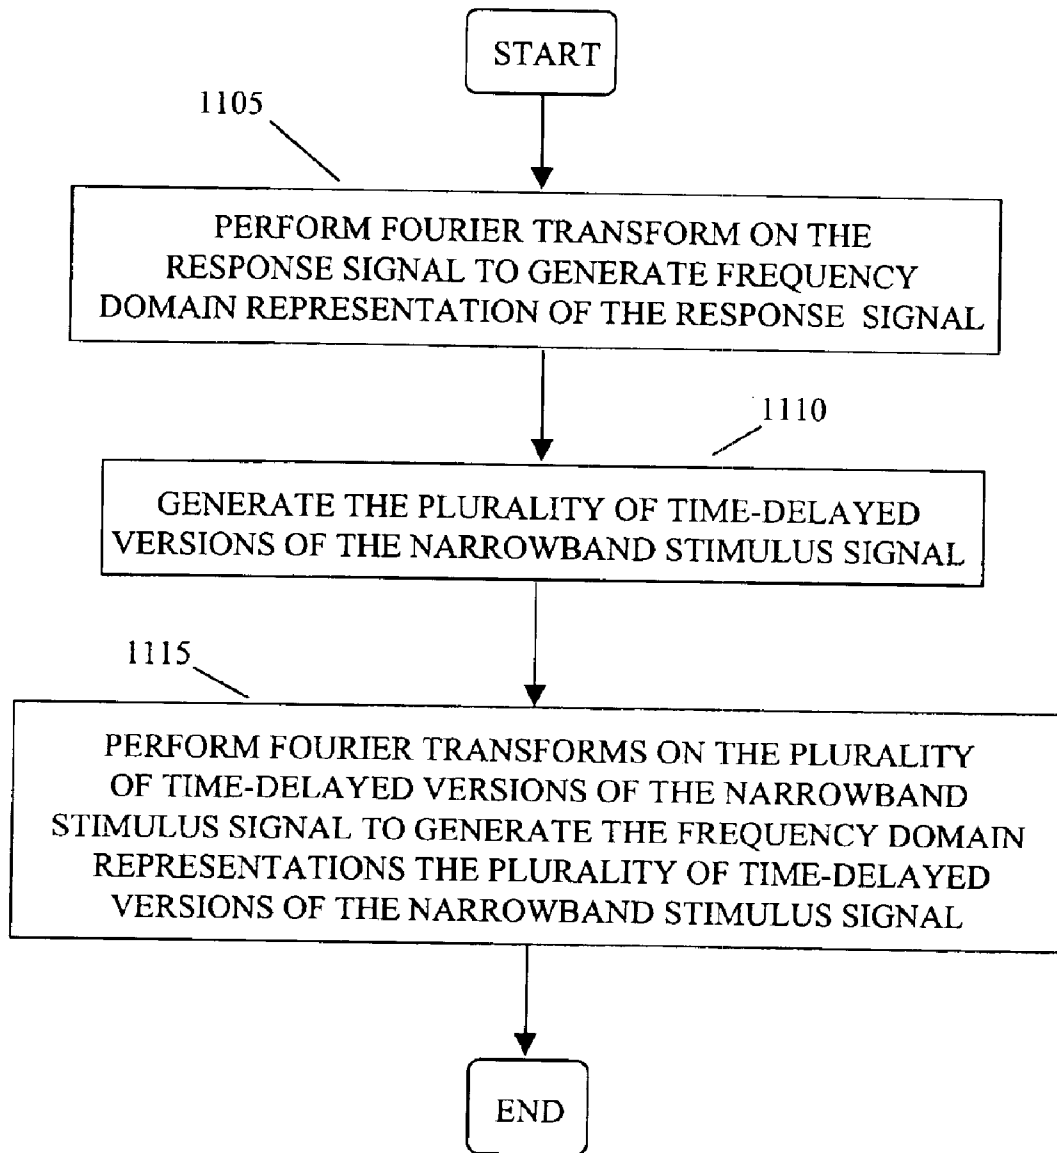 START
1105
PERFORM FOURIER TRANSFORM ON THE
RESPONSE SIGNAL TO GENERATE FREQUENCY
DOMAIN REPRESENTATION OF THE RESPONSE SIGNAL
1110
GENERATE THE PLURALITY OF TIME-DELAYED
VERSIONS OF THE NARROWBAND STIMULUS SIGNAL
1115
PERFORM FOURIER TRANSFORMS ON THE PLURALITY
OF TIME-DELAYED VERSIONS OF THE NARROWBAND
STIMULUS SIGNAL TO GENERATE THE FREQUENCY DOMAIN
REPRESENTATIONS THE PLURALITY OF TIME-DELAYED
VERSIONS OF THE NARROWBAND STIMULUS SIGNAL
END